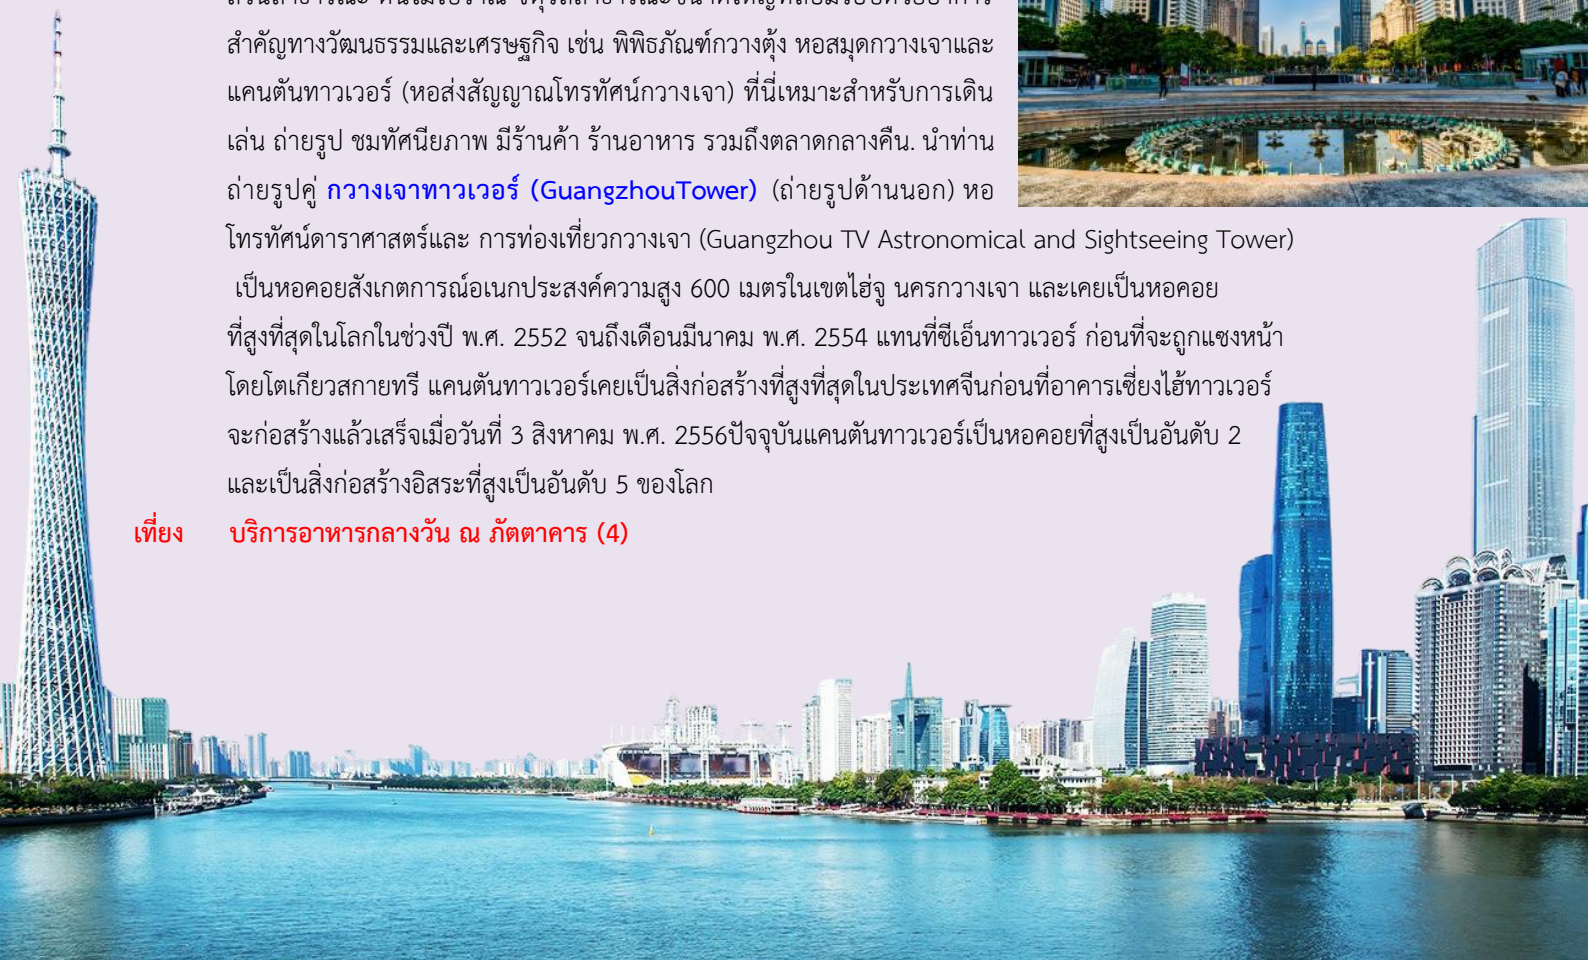 สำคัญทางวัฒนธรรมและเศรษฐกิจ เช่น พิพิธภัณฑ์กวางตุ้ง หอสมุดกวางเจาและ
แคนตันทาวเวอร์ (หอส่งสัญญาณโทรทัศน์กวางเจา) ที่นี่เหมาะสำหรับการเดิน
เล่น ถ่ายรูป ชมทัศนียภาพ มีร้านค้า ร้านอาหาร รวมถึงตลาดกลางคืน. นำท่าน
ถ่ายรูปคู่ กวางเจาทาวเวอร์ (GuangzhouTower) (ถ่ายรูปด้านนอก) หอ
โทรทัศน์ดาราศาสตร์และ การท่องเที่ยวกวางเจา (Guangzhou TV Astronomical and Sightseeing Tower)
เป็นหอคอยสังเกตการณ์อเนกประสงค์ความสูง 600 เมตรในเขตไฮ่จู นครกวางเจา และเคยเป็นหอคอย
ที่สูงที่สุดในโลกในช่วงปี พ.ศ. 2552 จนถึงเดือนมีนาคม พ.ศ. 2554 แทนที่ซีเอ็นทาวเวอร์ ก่อนที่จะถูกแซงหน้า
โดยโตเกียวสกายทรี แคนตันทาวเวอร์เคยเป็นสิ่งก่อสร้างที่สูงที่สุดในประเทศจีนก่อนที่อาคารเซี่ยงไฮ้ทาวเวอร์
จะก่อสร้างแล้วเสร็จเมื่อวันที่ 3 สิงหาคม พ.ศ. 2556ปัจจุบันแคนตันทาวเวอร์เป็นหอคอยที่สูงเป็นอันดับ 2
และเป็นสิ่งก่อสร้างอิสระที่สูงเป็นอันดับ 5 ของโลก
เที่ยง บริการอาหารกลางวัน ณ ภัตตาคาร (4)